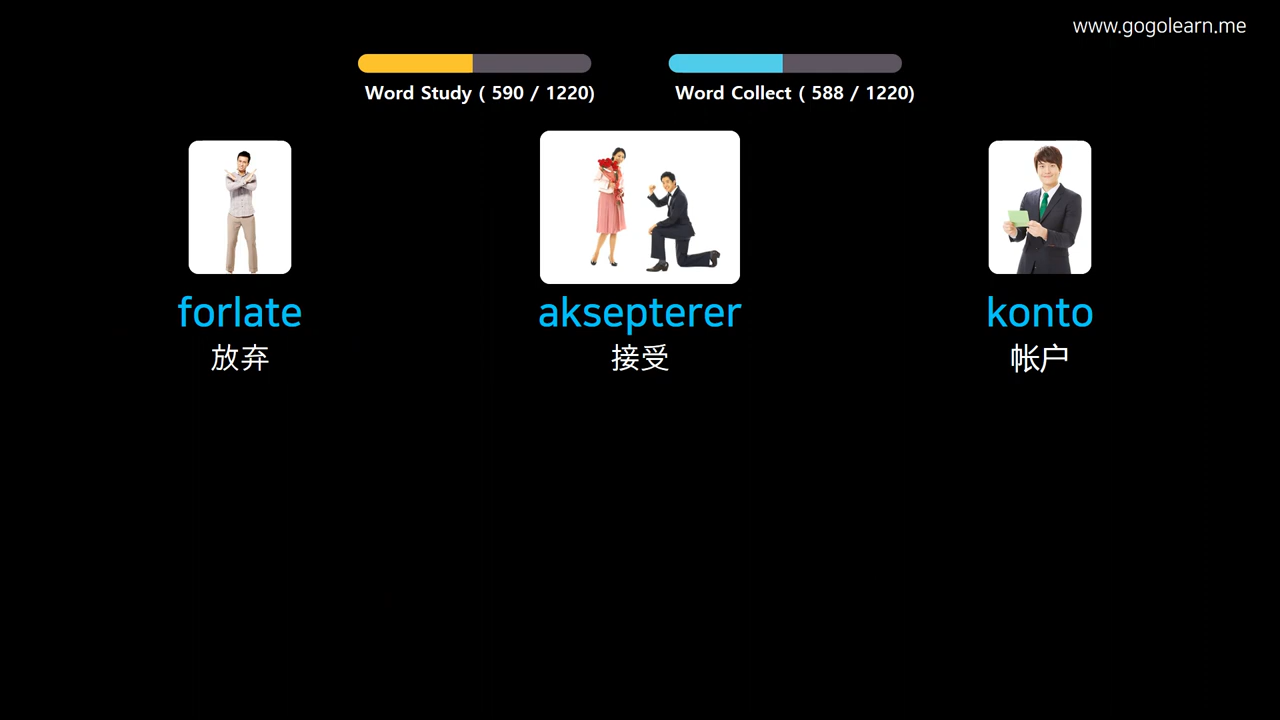 www.gogolearn.me
Word Study ( 590 / 1220)
Word Collect ( 588 / 1220)
forlate
aksepterer
konto
放弃
接受
帐户